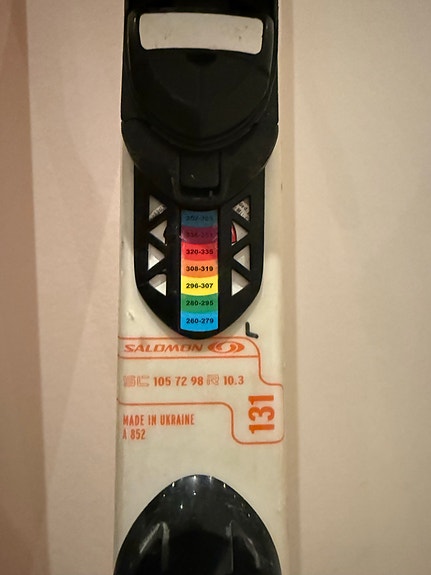 320-335
308-319
296-307
280-295
260-279
L
SALOMON
SC 105 72 98 R 10.3
131
MADE IN UKRAINE
A 852